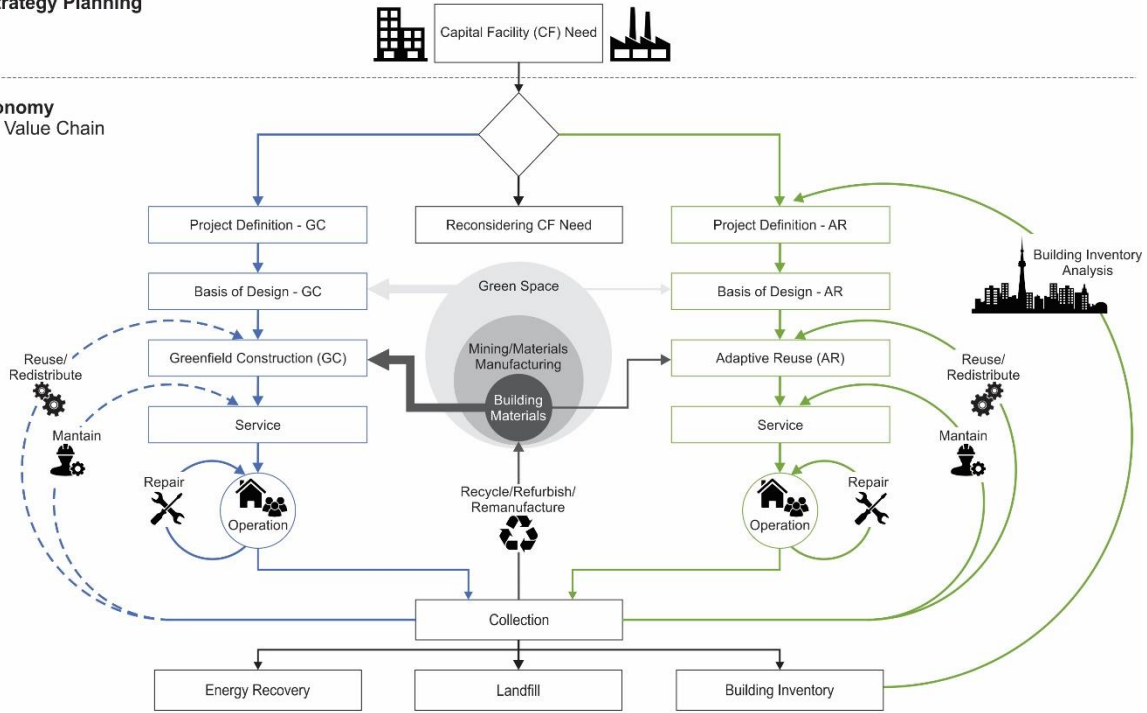 trategy Planning
Capital Facility (CF) Need
onomy
Value Chain
Project Definition - GC
Reconsidering CF Need
Project Definition - AR
Building Inventory
Analysis
Basis of Design - GC
Green Space
Basis of Design - AR
Mining/Materials
Manufacturing
Greenfield Construction (GC)
Adaptive Reuse (AR)
Reuse/
Redistribute
Reuse/
Redistribute
Building
Materials
Service
Service
Mantain
Mantain
Repair
Operation
Recycle/Refurbish/
Remanufacture
Repair
Operation
Collection
Energy Recovery
Landfill
Building Inventory